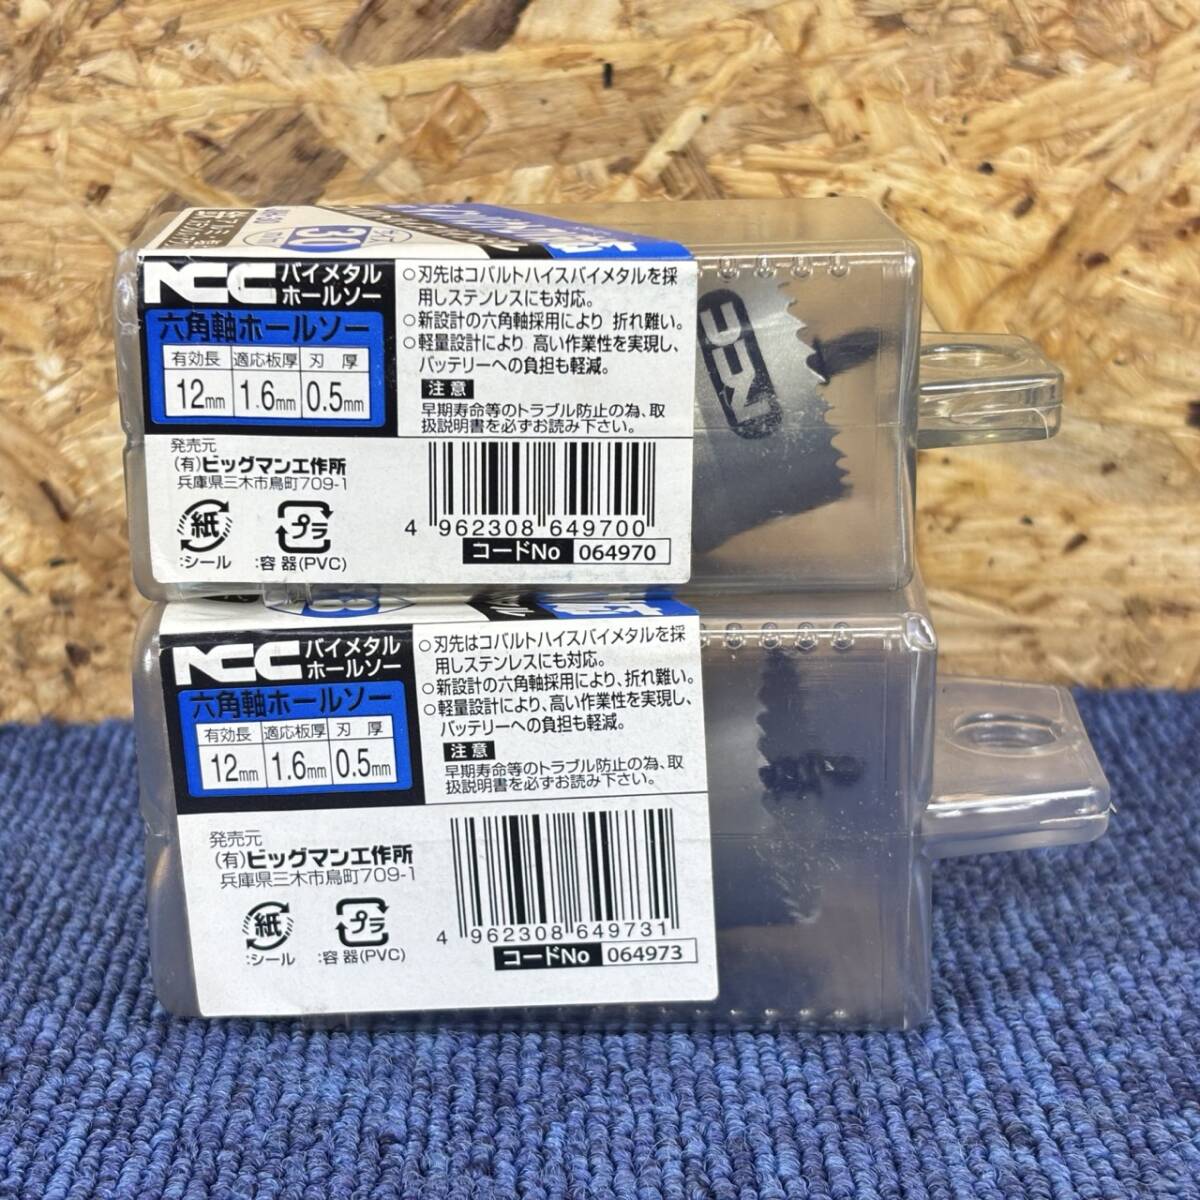 30
NCC バイメタル
ホールソー
六角軸ホールソー
有効長 適応板厚 刃 厚
12mm 1.6mm 0.5mm
○刃先はコバルトハイスバイメタルを採
用しステンレスにも対応。
○新設計の六角軸採用により 折れ難い。
○軽量設計により 高い作業性を実現し、
バッテリーへの負担も軽減。
注 意
早期寿命等のトラブル防止の為、取
扱説明書を必ずお読み下さい。
発売元
(有)ビッグマン工作所
兵庫県三木市鳥町709-1
紙 プラ
:シール :容 器(PVC)
4 962308 649700
コードNo 064970
NCC
NCC バイメタル
ホールソー
六角軸ホールソー
有効長 適応板厚 刃 厚
12mm 1.6mm 0.5mm
○刃先はコバルトハイスバイメタルを採
用しステンレスにも対応。
○新設計の六角軸採用により、折れ難い。
○軽量設計により、高い作業性を実現し、
バッテリーへの負担も軽減。
注 意
早期寿命等のトラブル防止の為、取
扱説明書を必ずお読み下さい。
発売元
(有)ビッグマン工作所
兵庫県三木市鳥町709-1
紙 プラ
:シール :容 器(PVC)
4 962308 649731
コードNo 064973